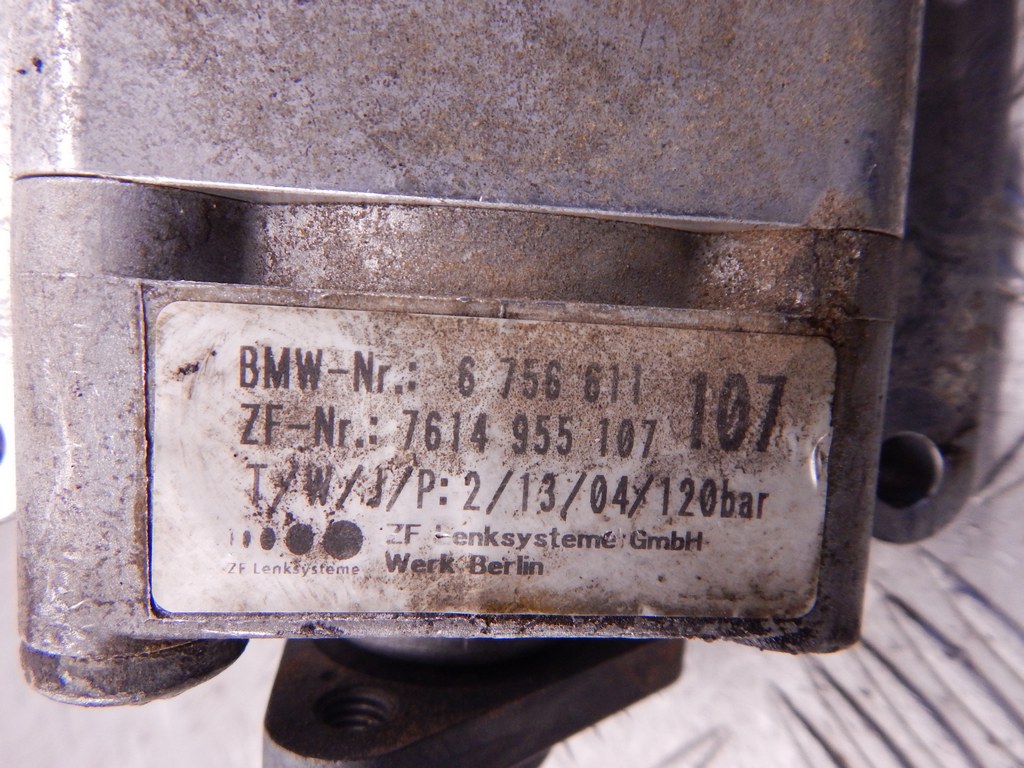 BMW-Nr.: 6 756 611
107
ZF-Nr.: 7614 955 107
T/W/J/P: 2/13/04/120bar
ZF Lenksysteme GmbH
ZF Lenksysteme
Werk Berlin